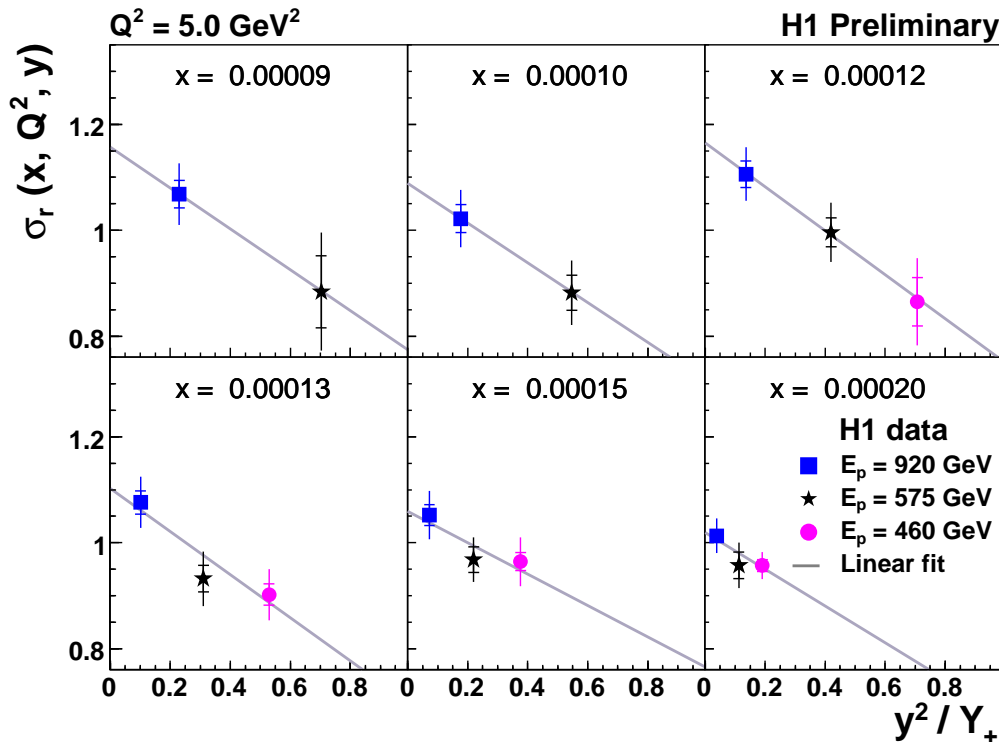 Q² = 5.0 GeV² H1 Preliminary
σᵣ (x, Q², y)
x = 0.00009 x = 0.00010 x = 0.00012
1.2
1
0.8
x = 0.00013 x = 0.00015 x = 0.00020
1.2
1
0.8
H1 data
Eₚ = 920 GeV
Eₚ = 575 GeV
Eₚ = 460 GeV
Linear fit
0 0.2 0.4 0.6 0.8 0 0.2 0.4 0.6 0.8 0 0.2 0.4 0.6 0.8
y² / Y₊